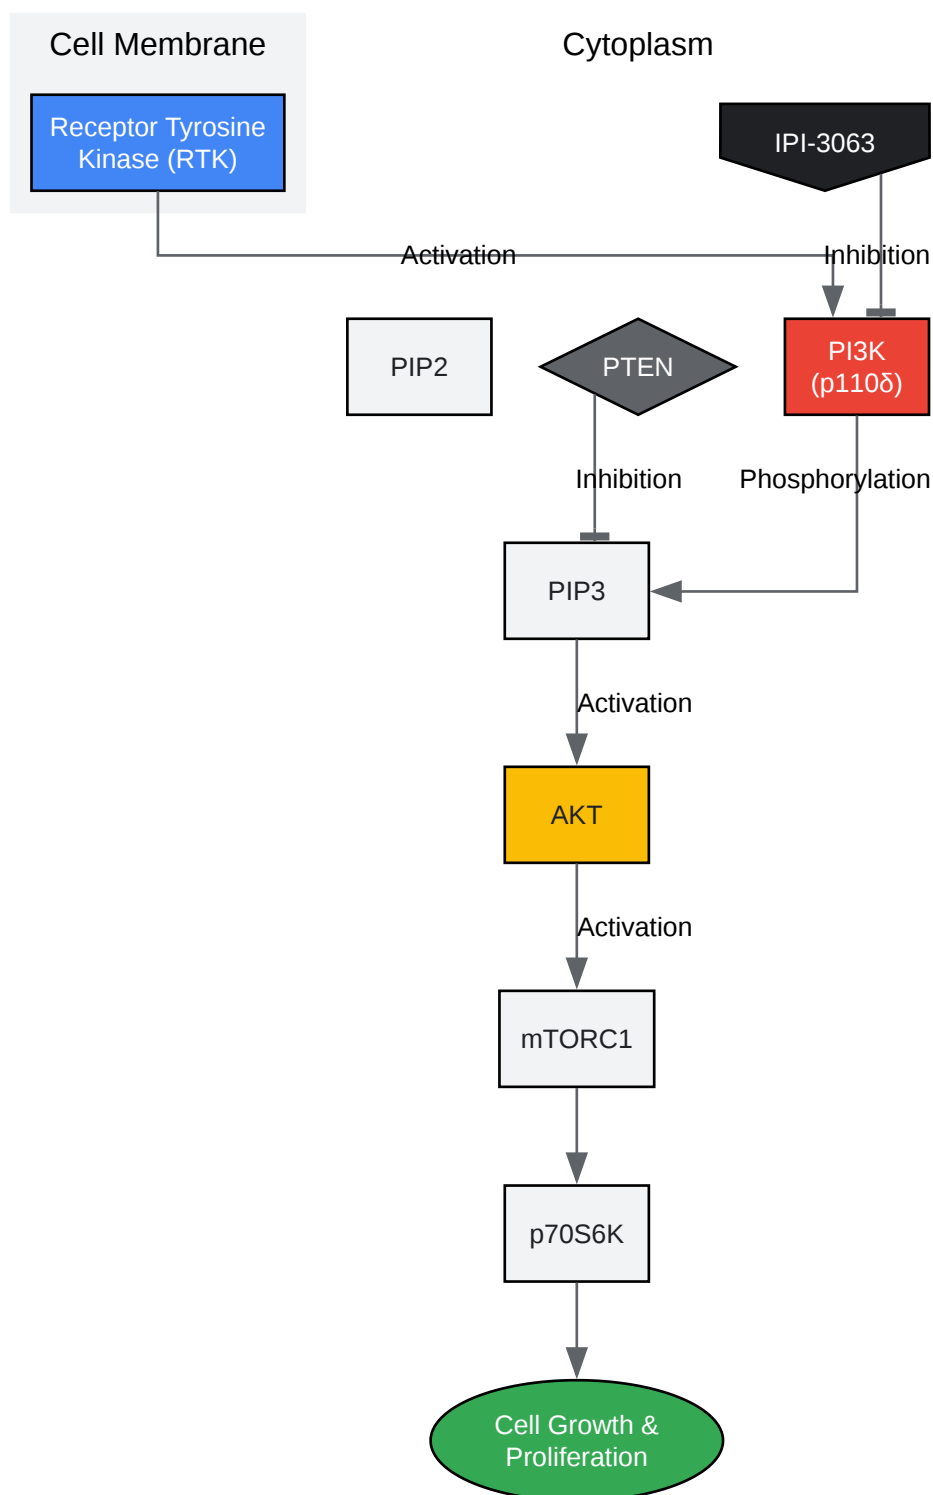 Cell Membrane
Cytoplasm
Receptor Tyrosine
Kinase (RTK)
IPI-3063
Activation
Inhibition
PIP2
PTEN
PI3K
(p110δ)
Inhibition
Phosphorylation
PIP3
Activation
AKT
Activation
mTORC1
p70S6K
Cell Growth &
Proliferation